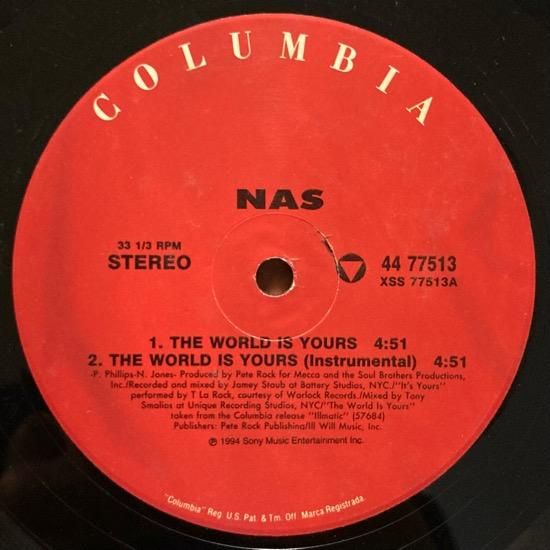 COLUMBIA
NAS
33 1/3 RPM
STEREO
44 77513
XSS 77513A
1. THE WORLD IS YOURS 4:51
2. THE WORLD IS YOURS (Instrumental) 4:51
-P. Phillips-N. Jones- Produced by Pete Rock for Mecca and the Soul Brothers Productions,
Inc./Recorded and mixed by Jamey Staub at Battery Studios, NYC./"It's Yours"
performed by T La Rock, courtesy of Warlock Records./Mixed by Tony
Smalios at Unique Recording Studios, NYC/"The World Is Yours"
taken from the Columbia release "Illmatic" (57684)
Publishers: Pete Rock Publishing/Ill Will Music, Inc.
℗ 1994 Sony Music Entertainment Inc.
"Columbia" Reg. U.S. Pat. & Tm. Off. Marca Registrada.